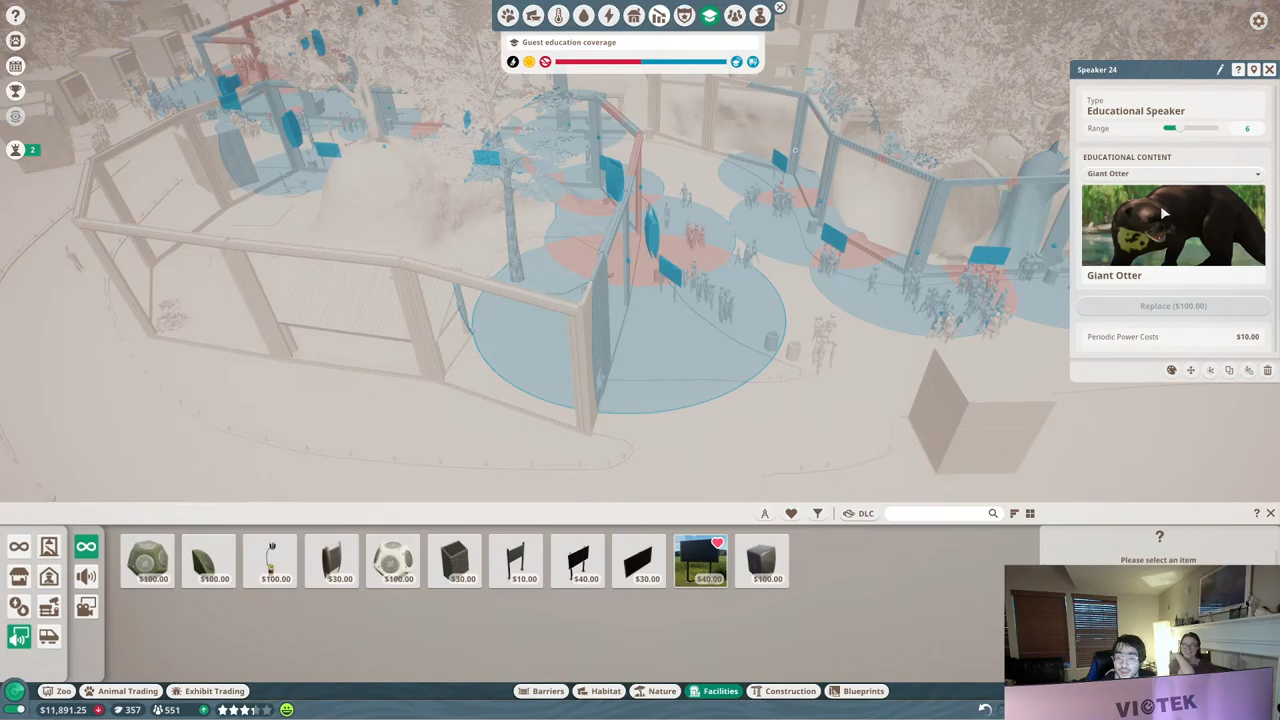 Guest education coverage
Speaker 24
Type
Educational Speaker
Range
6
EDUCATIONAL CONTENT
Giant Otter
Giant Otter
Replace ($100.00)
Periodic Power Costs
$10.00
2
DLC
$100.00
$100.00
$100.00
$30.00
$100.00
$30.00
$10.00
$40.00
$30.00
$40.00
$100.00
Please select an item
VIOTEK
Zoo
Animal Trading
Exhibit Trading
Barriers
Habitat
Nature
Facilities
Construction
Blueprints
$11,891.25
357
551